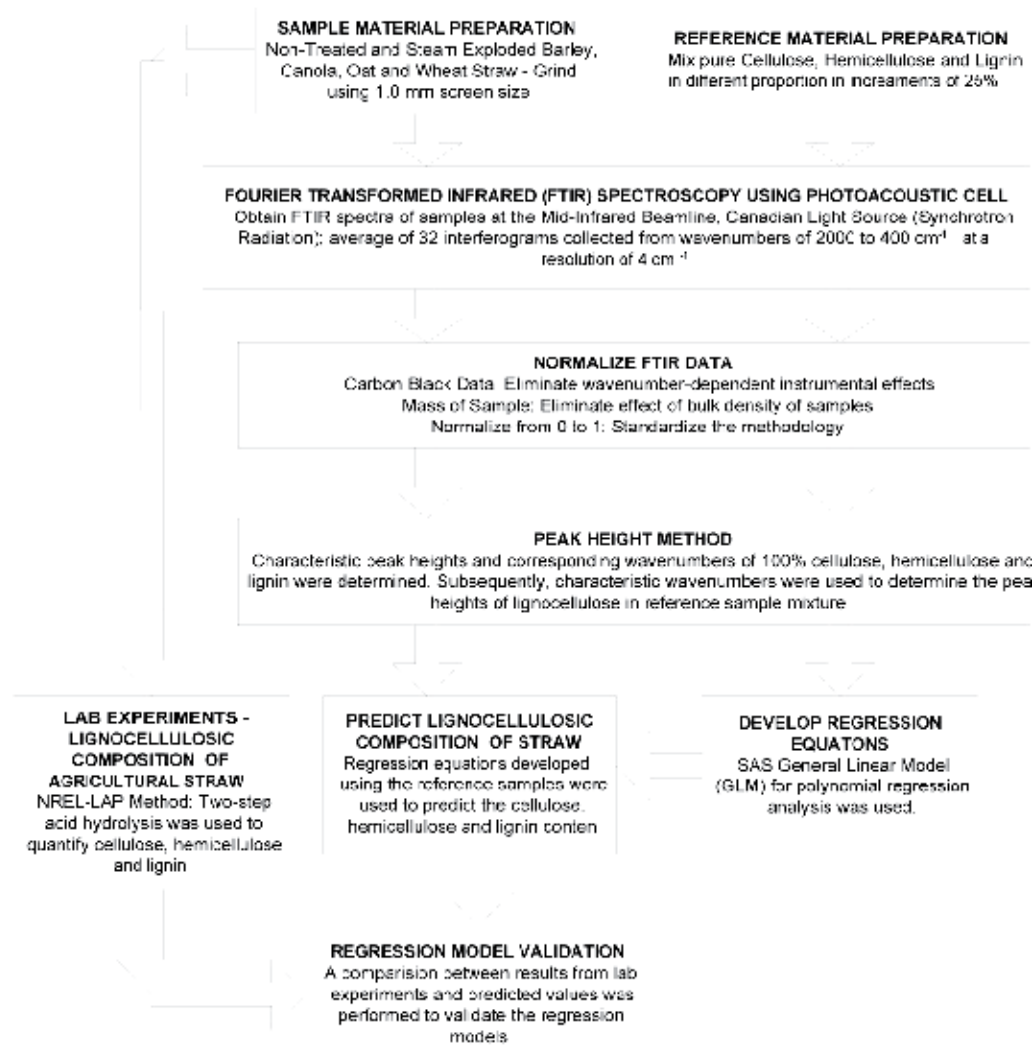 SAMPLE MATERIAL PREPARATION
Non-Treated and Steam Exploded Barley,
Canola, Oat and Wheat Straw - Grind
using 1.0 mm screen size
REFERENCE MATERIAL PREPARATION
Mix pure Cellulose, Hemicellulose and Lignin
in different proportion in increaments of 25%
FOURIER TRANSFORMED INFRARED (FTIR) SPECTROSCOPY USING PHOTOACOUSTIC CELL
Obtain FTIR spectra of samples at the Mid-Infrared Beamline, Canadian Light Source (Synchrotron
Radiation); average of 32 interferograms collected from wavenumbers of 2000 to 400 cm-1 at a
resolution of 4 cm -1
NORMALIZE FTIR DATA
Carbon Black Data: Eliminate wavenumber-dependent instrumental effects
Mass of Sample: Eliminate effect of bulk density of samples
Normalize from 0 to 1: Standardize the methodology
PEAK HEIGHT METHOD
Characteristic peak heights and corresponding wavenumbers of 100% cellulose, hemicellulose and
lignin were determined. Subsequently, characteristic wavenumbers were used to determine the pea
heights of lignocellulose in reference sample mixture
LAB EXPERIMENTS -
LIGNOCELLULOSIC
COMPOSITION OF
AGRICULTURAL STRAW
NREL-LAP Method: Two-step
acid hydrolysis was used to
quantify cellulose, hemicellulose
and lignin
PREDICT LIGNOCELLULOSIC
COMPOSITION OF STRAW
Regression equations developed
using the reference samples were
used to predict the cellulose,
hemicellulose and lignin conten
DEVELOP REGRESSION
EQUATONS
SAS General Linear Model
(GLM) for polynomial regression
analysis was used.
REGRESSION MODEL VALIDATION
A comparision between results from lab
experiments and predicted values was
performed to validate the regression
models